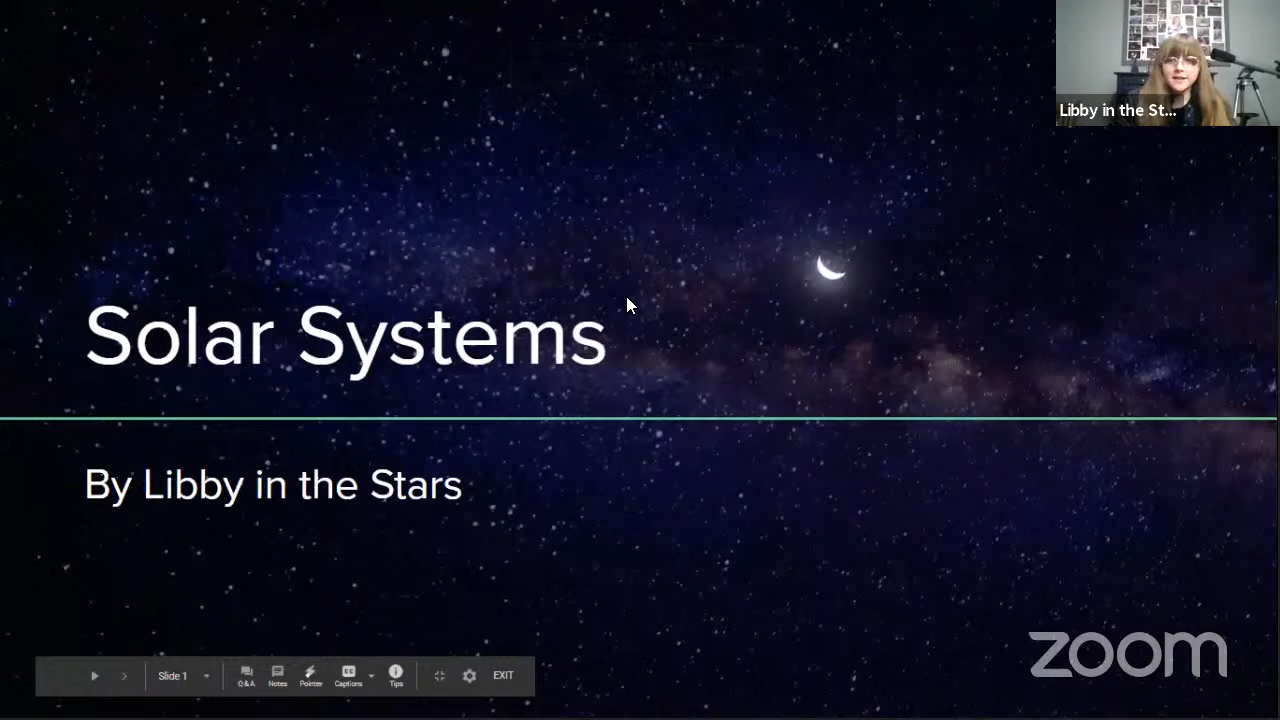 Libby in the St...
Solar Systems
By Libby in the Stars
Slide 1
Q&A
Notes
Pointer
CC
Captions
Tips
EXIT
zoom